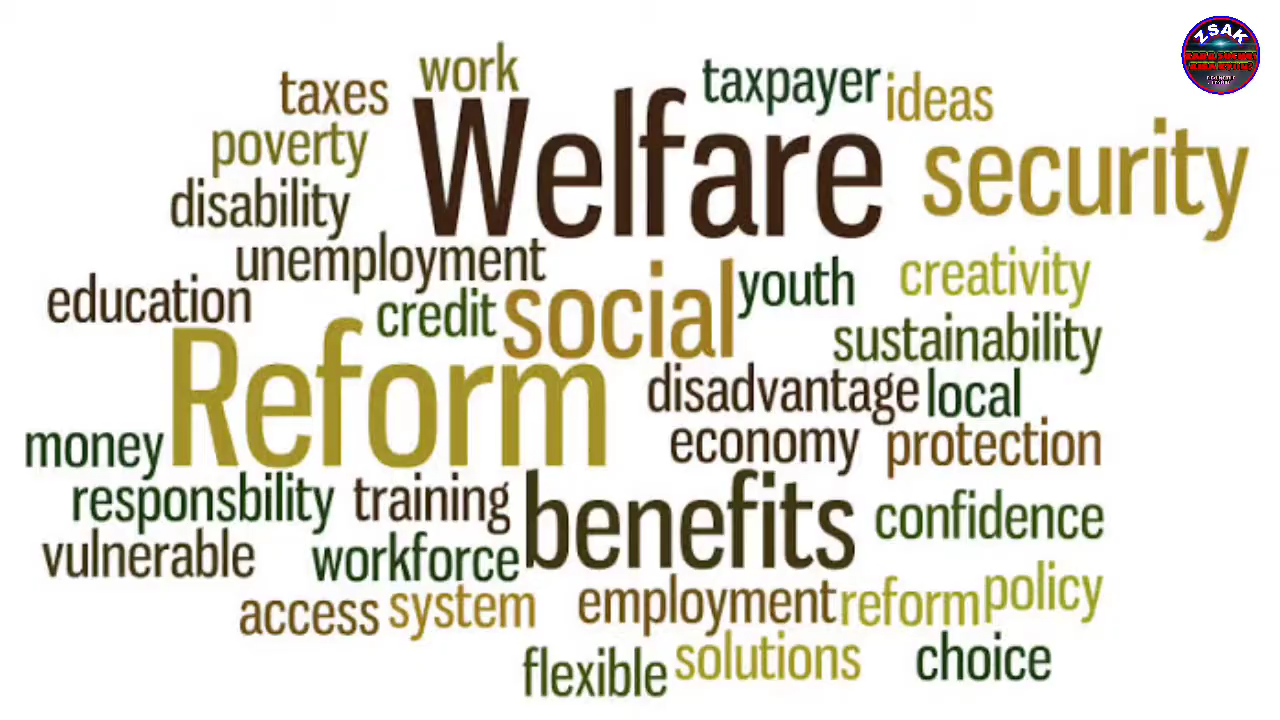 work
taxes
taxpayer
ideas
poverty
Welfare
security
disability
unemployment
education
credit
social
youth
creativity
sustainability
Reform
disadvantage
local
money
economy
protection
responsbility
training
benefits
confidence
vulnerable
workforce
access
system
employment
reform
policy
flexible
solutions
choice
ZSAK